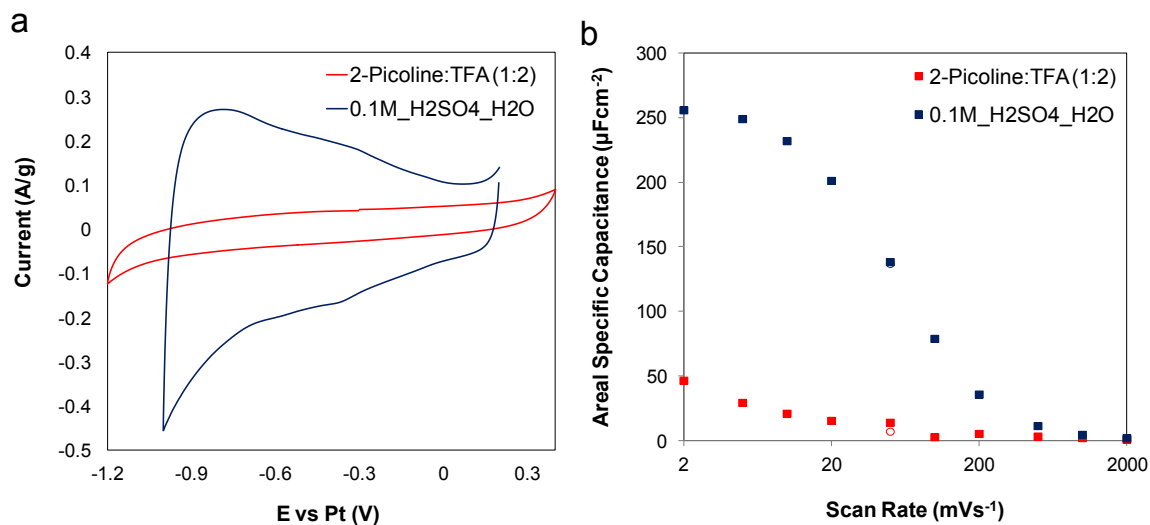 a
0.4
0.3
0.2
0.1
0
-0.1
-0.2
-0.3
-0.4
-0.5
-1.2
-0.9
-0.6
-0.3
0
0.3
Current (A/g)
E vs Pt (V)
2-Picoline:TFA (1:2)
0.1M_H2SO4_H2O
b
300
250
200
150
100
50
0
2
20
200
2000
Areal Specific Capacitance (µFcm⁻²)
Scan Rate (mVs⁻¹)
2-Picoline:TFA (1:2)
0.1M_H2SO4_H2O